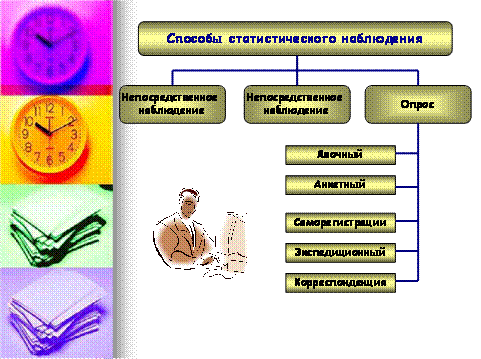 Способы статистического наблюдения
Непосредственное
наблюдение
Непосредственное
наблюдение
Опрос
Явочный
Анкетный
Саморегистрации
Экспедиционный
Корреспонденция